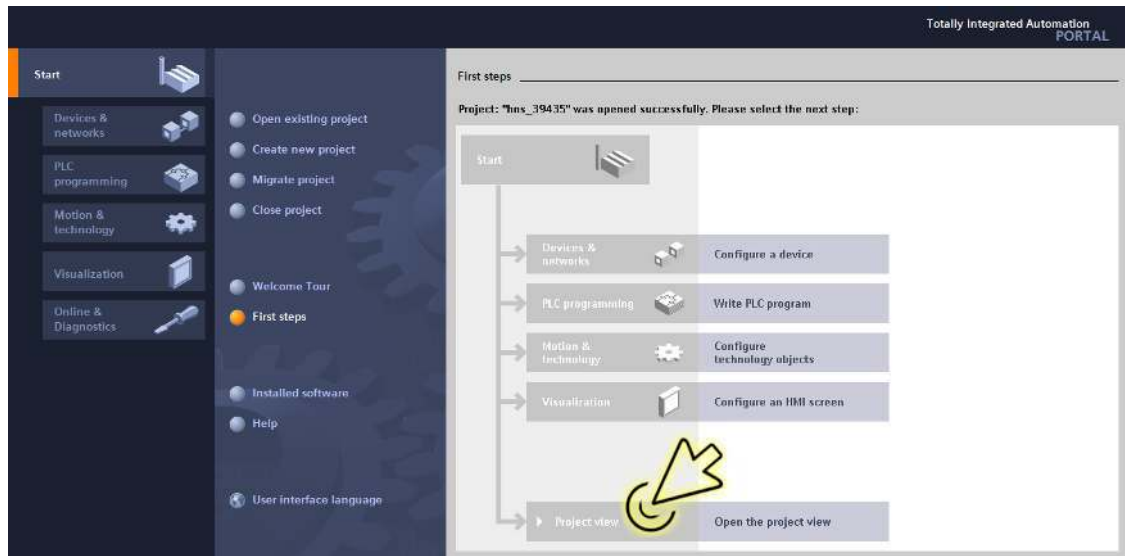 Totally Integrated Automation
PORTAL
Start
Devices &
networks
PLC
programming
Motion &
technology
Visualization
Online &
Diagnostics
Open existing project
Create new project
Migrate project
Close project
Welcome Tour
First steps
Installed software
Help
User interface language
First steps
Project: "hns_39435" was opened successfully. Please select the next step:
Start
Devices &
networks
Configure a device
PLC programming
Write PLC program
Motion &
technology
Configure
technology objects
Visualization
Configure an HMI screen
Project view
Open the project view